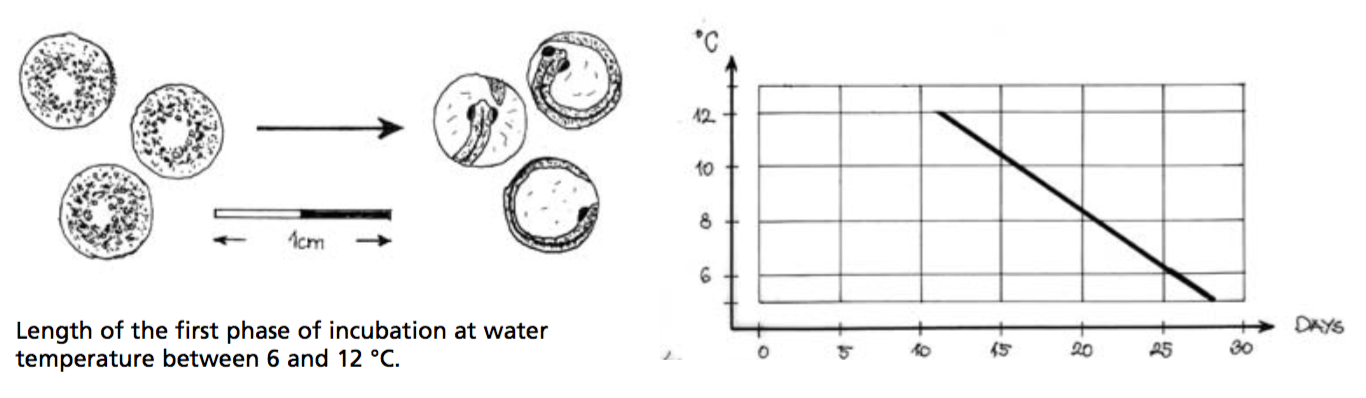 1cm
Length of the first phase of incubation at water
temperature between 6 and 12 °C.
°C
12
10
8
6
0 5 10 15 20 25 30
DAYS